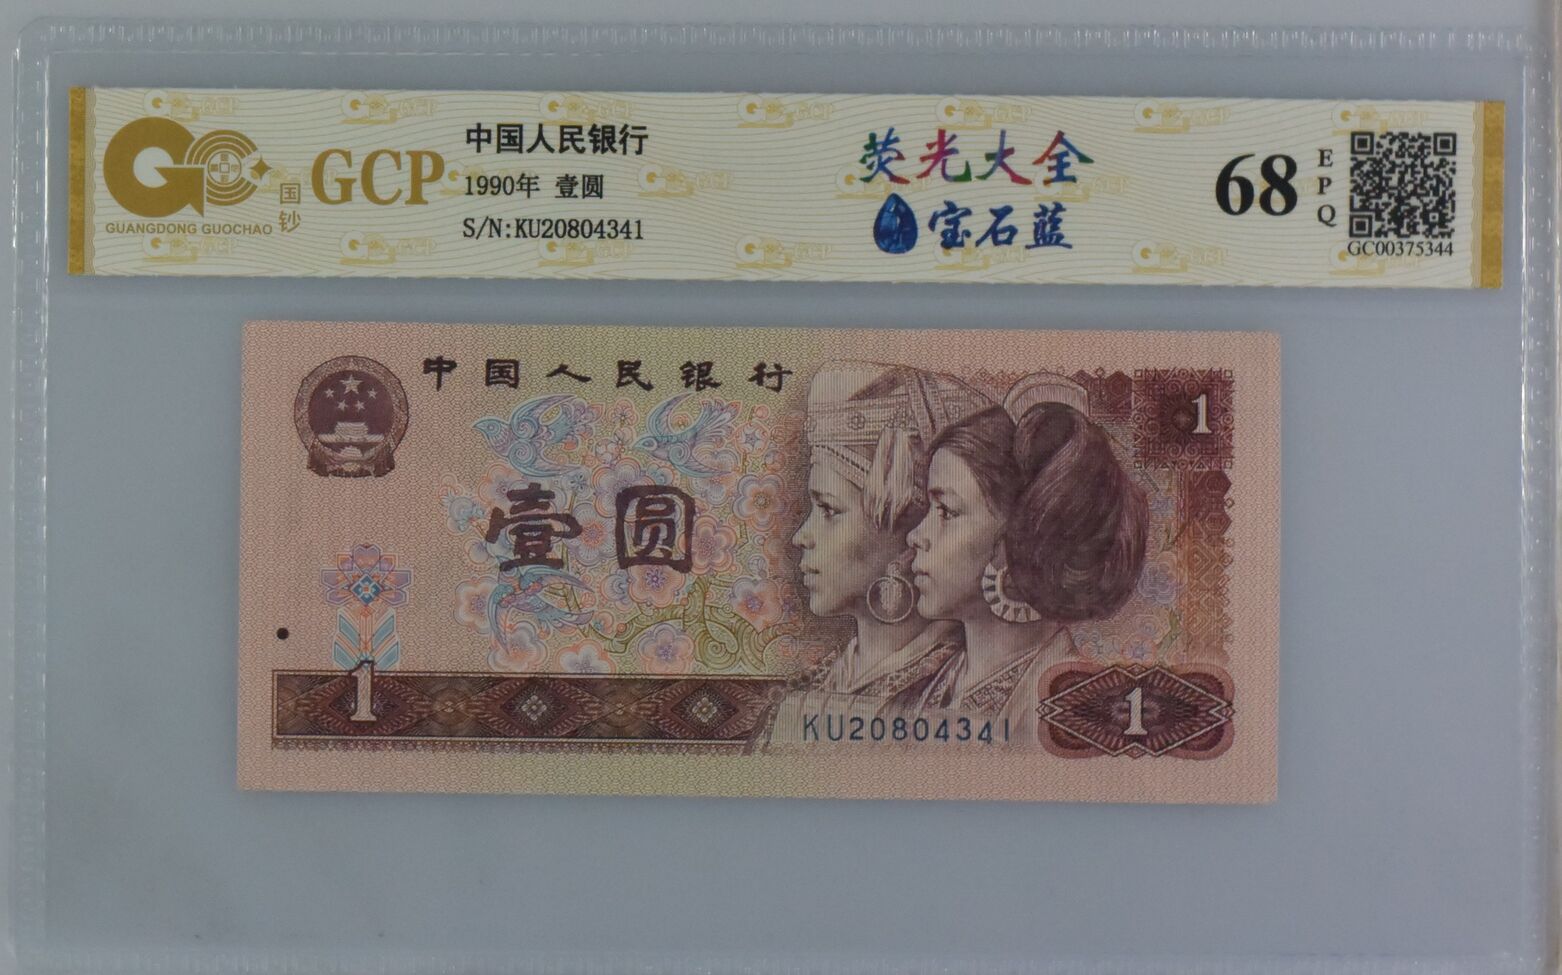 GUANGDONG GUOCHAO
国钞
GCP
中国人民银行
1990年 壹圆
S/N:KU20804341
荧光大全
宝石蓝
68
EPQ
GC00375344
中国人民银行
1
壹圆
1
KU20804341
1